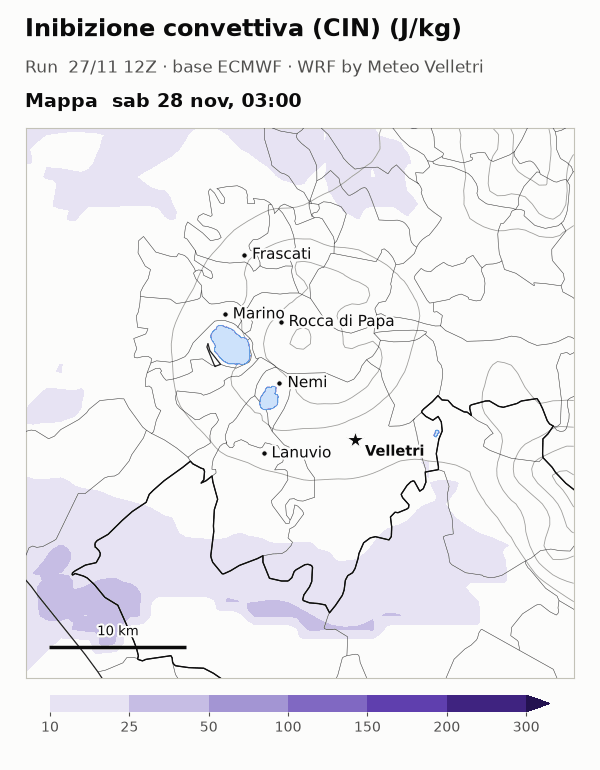 Inibizione convettiva (CIN) (J/kg)
Run  27/11 12Z · base ECMWF · WRF by Meteo Velletri
Mappa  sab 28 nov, 03:00
Frascati
Marino
Rocca di Papa
Nemi
Velletri
Lanuvio
10 km
10 25 50 100 150 200 300